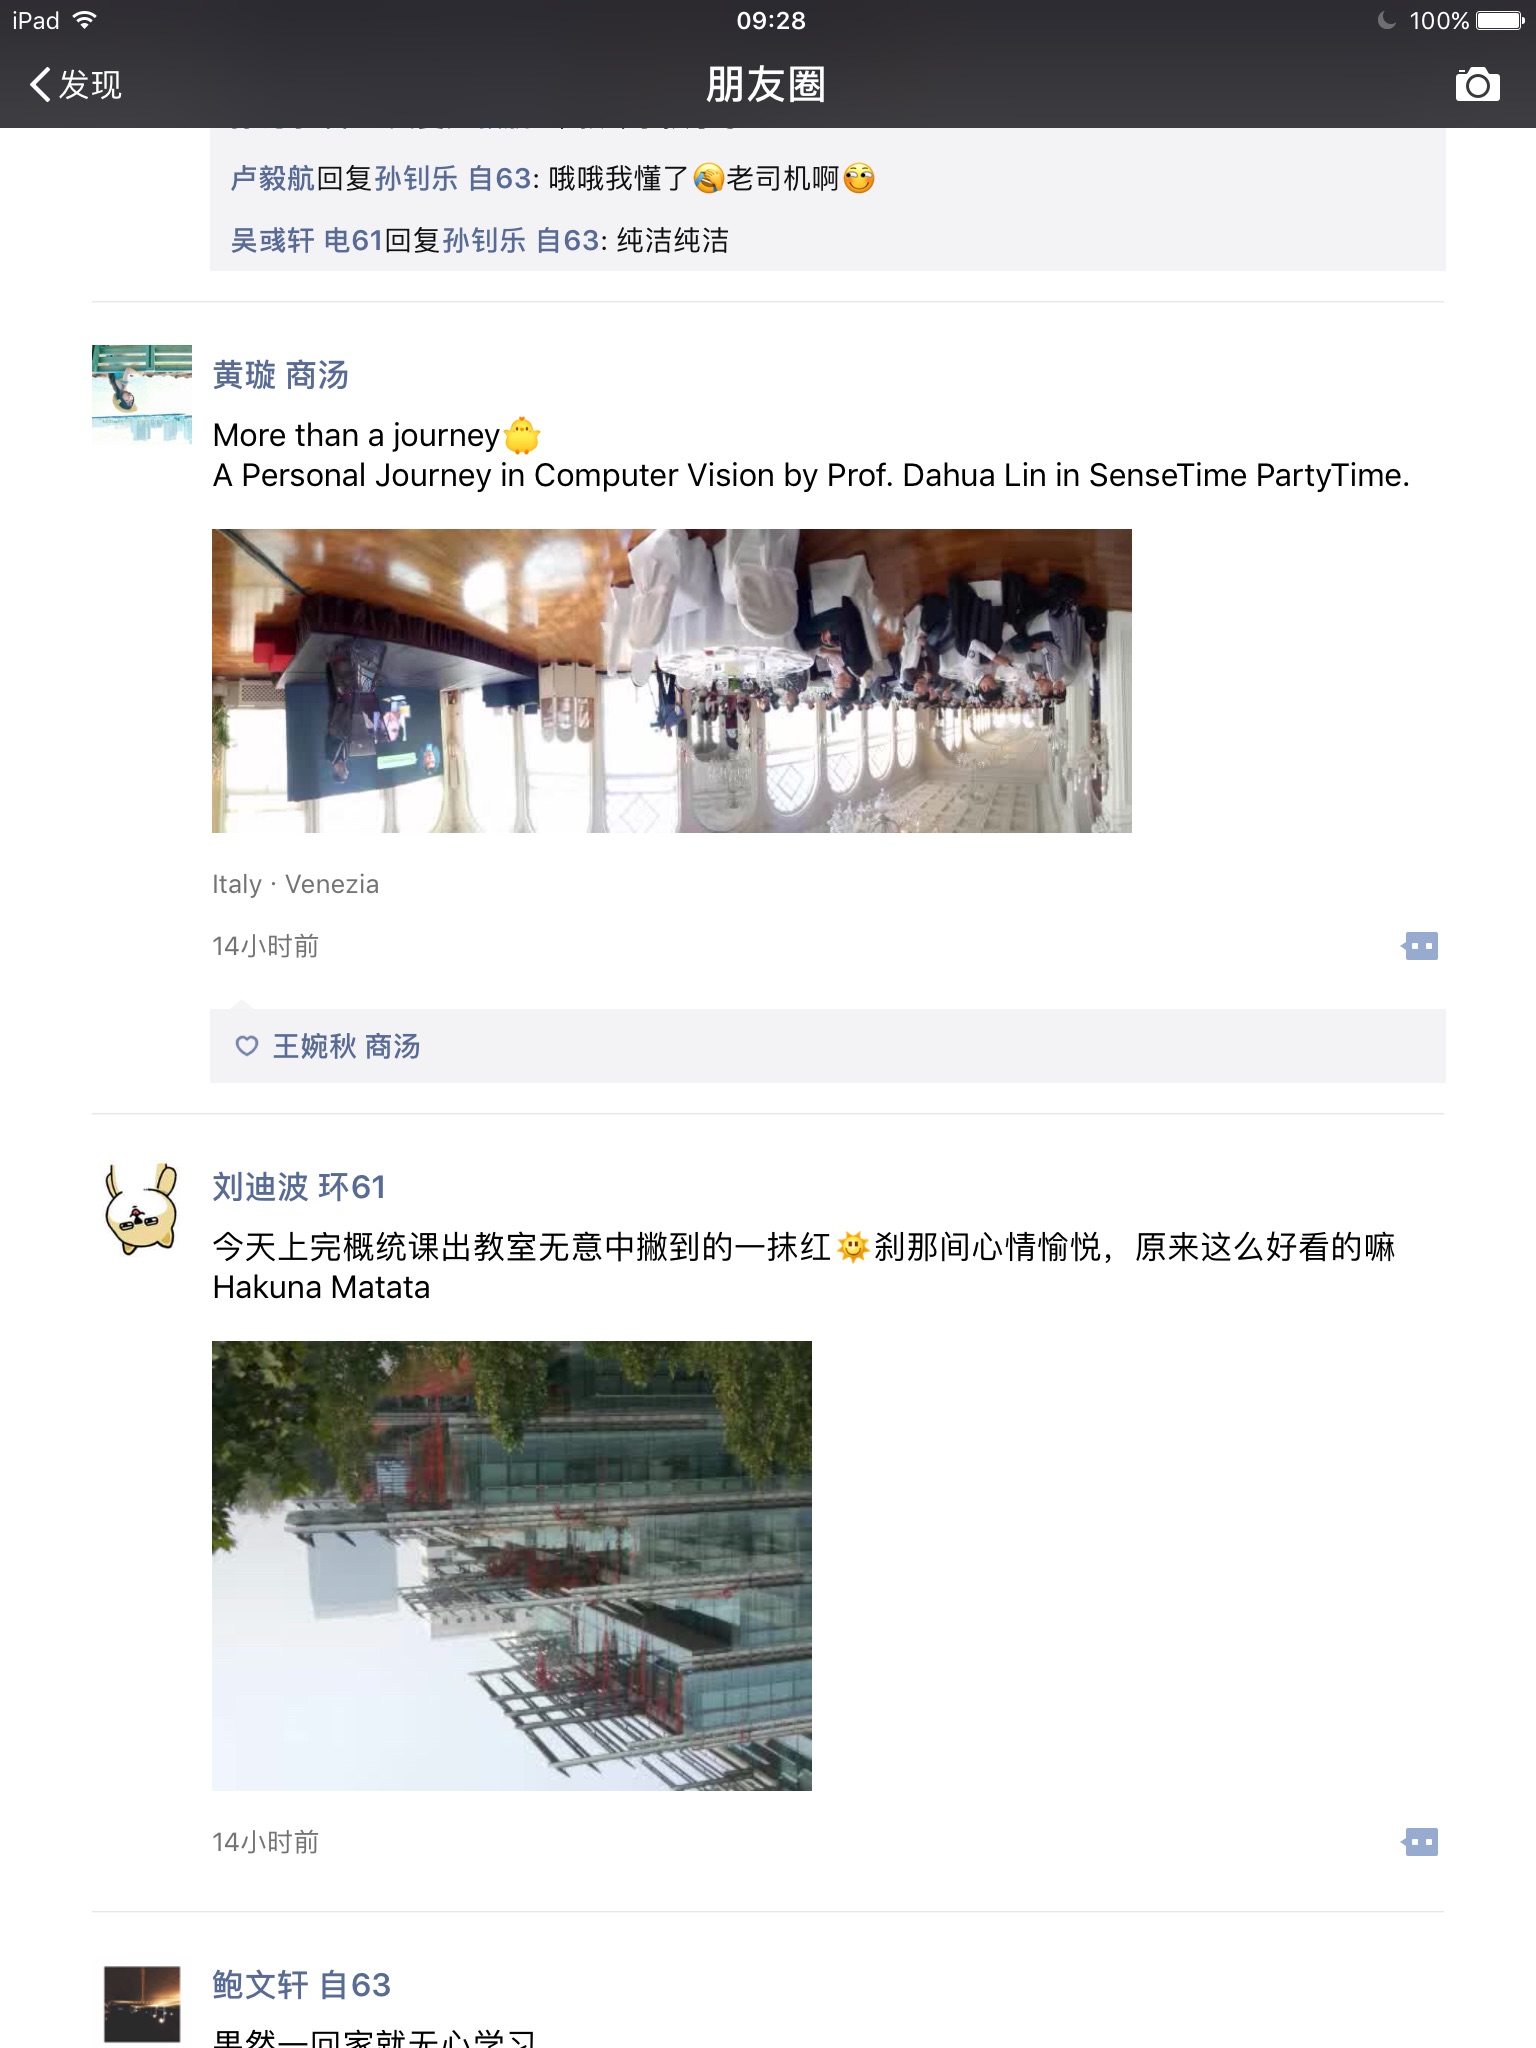 iPad
09:28
100%
发现
朋友圈
卢毅航回复孙钊乐 自63: 哦哦我懂了🤣老司机啊🤭
吴彧轩 电61回复孙钊乐 自63: 纯洁纯洁
黄璇 商汤
More than a journey🐥
A Personal Journey in Computer Vision by Prof. Dahua Lin in SenseTime PartyTime.
Italy · Venezia
14小时前
王婉秋 商汤
刘迪波 环61
今天上完概统课出教室无意中撇到的一抹红🌞刹那间心情愉悦，原来这么好看的嘛
Hakuna Matata
14小时前
鲍文轩 自63
果然一回家就无心学习